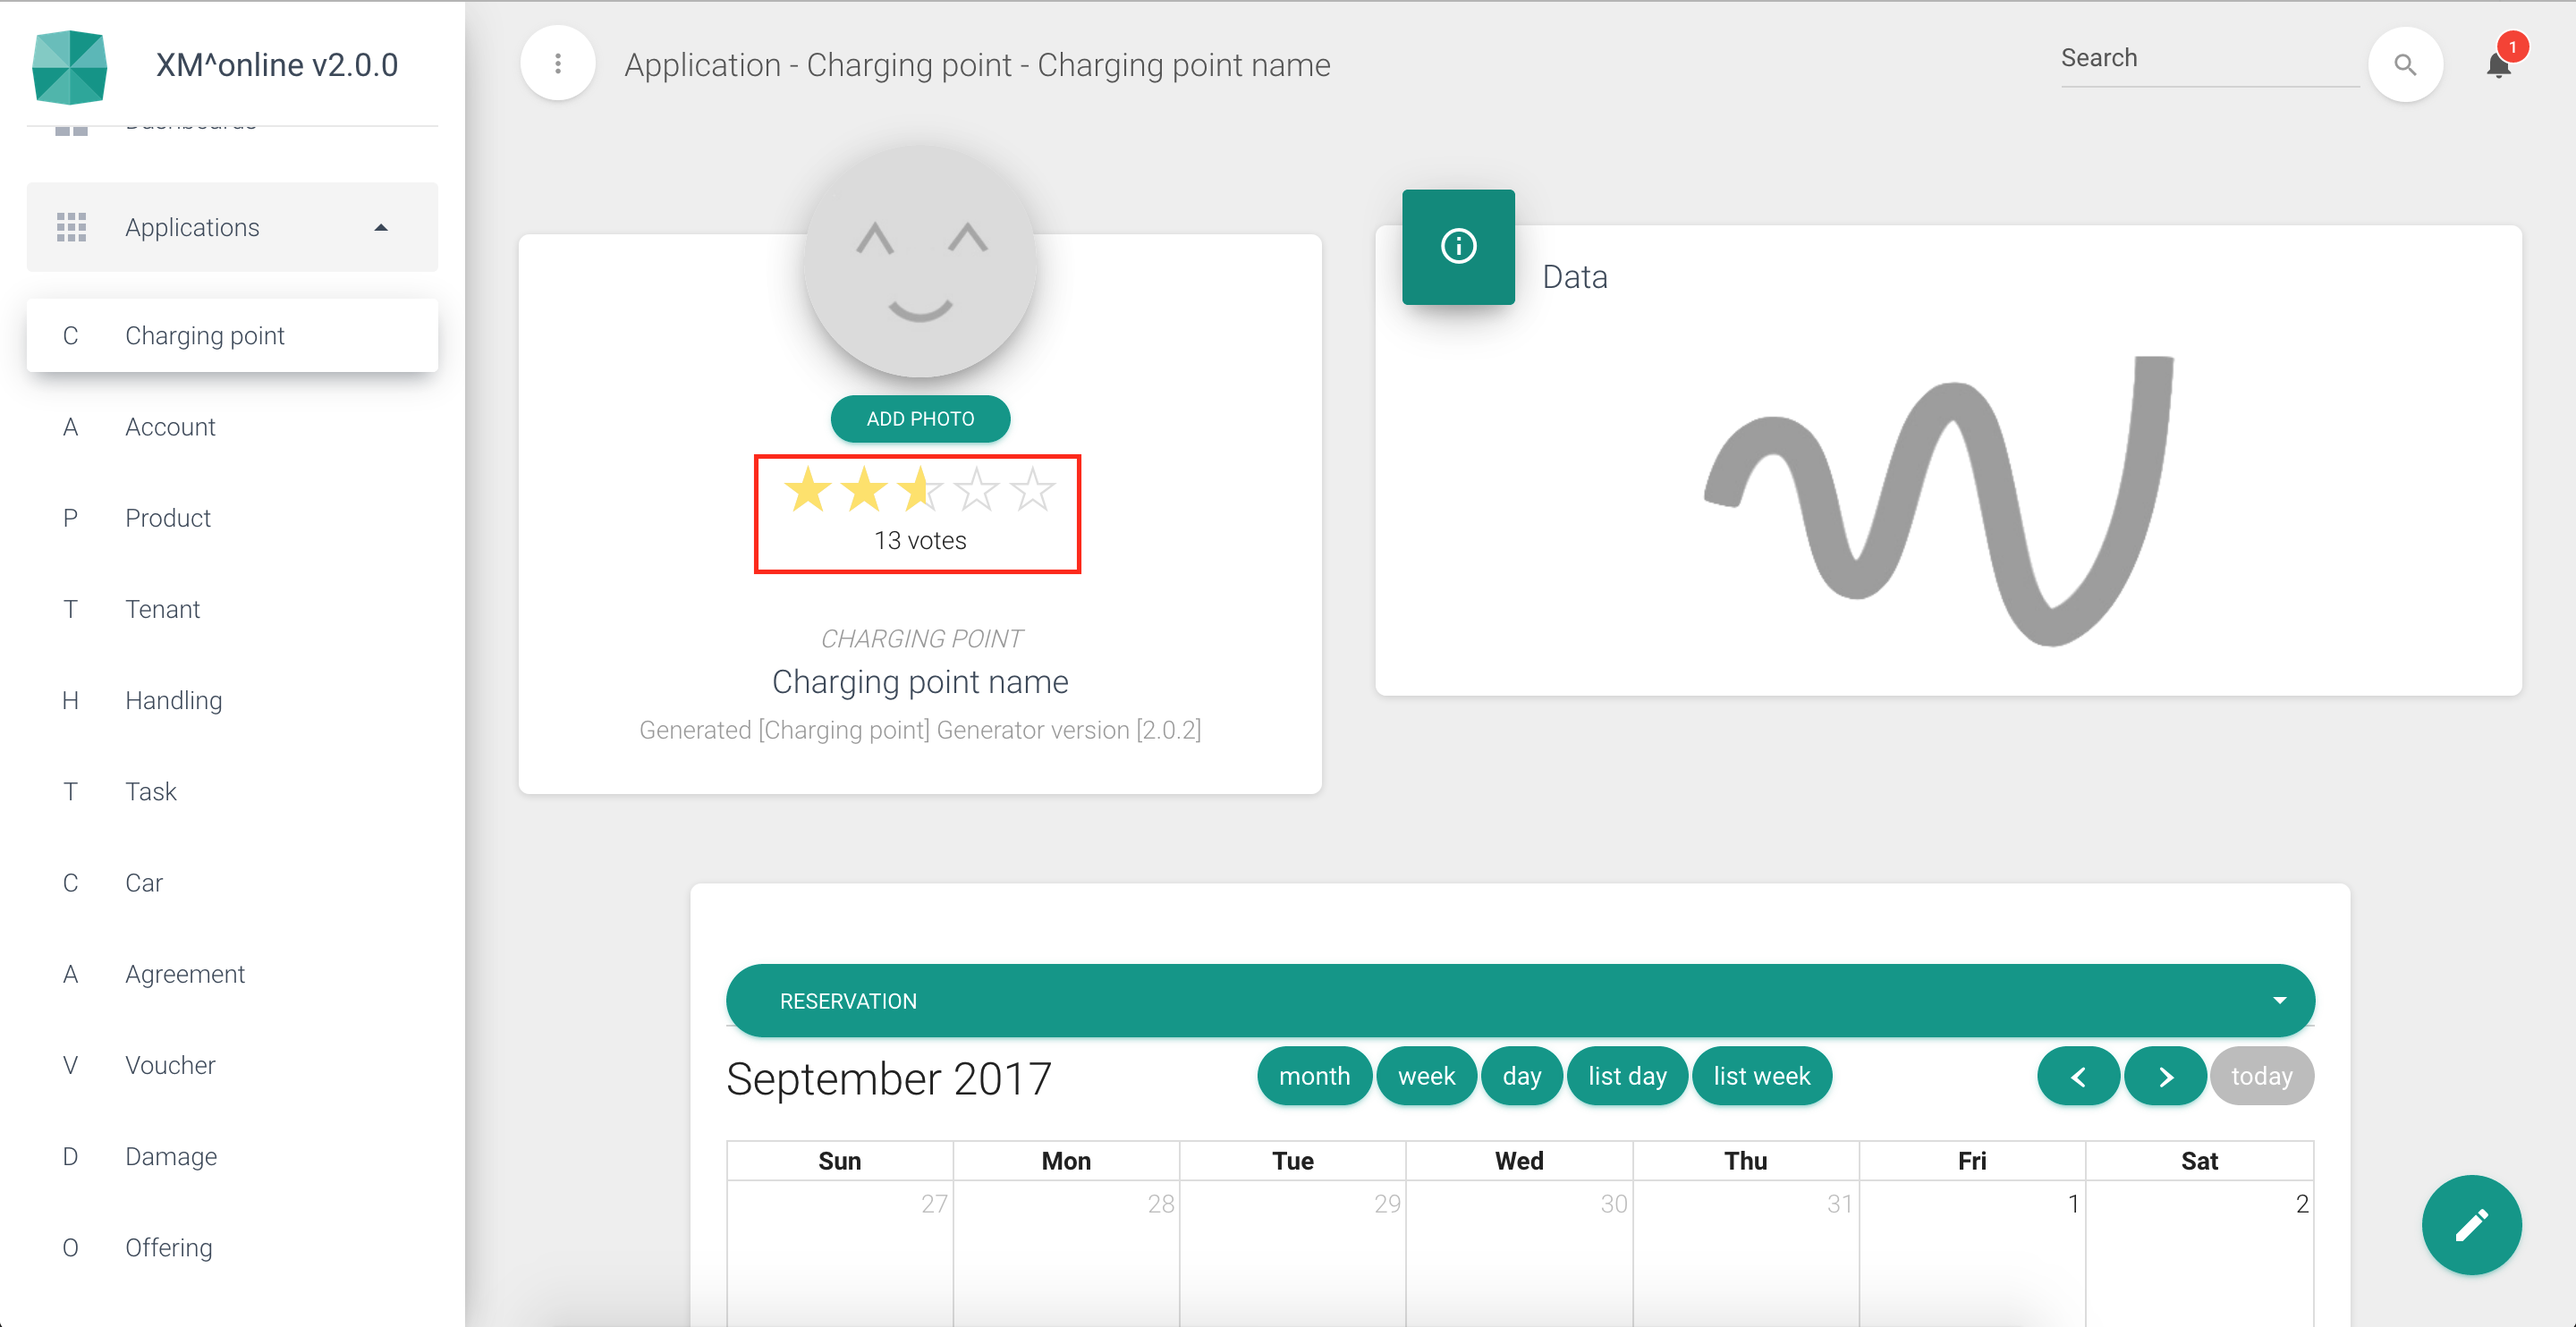 XM^online v2.0.0
Dashboards
Applications
C Charging point
A Account
P Product
T Tenant
H Handling
T Task
C Car
A Agreement
V Voucher
D Damage
O Offering
Application - Charging point - Charging point name
Search
1
ADD PHOTO
13 votes
CHARGING POINT
Charging point name
Generated [Charging point] Generator version [2.0.2]
Data
RESERVATION
September 2017
month week day list day list week
today
Sun Mon Tue Wed Thu Fri Sat
27 28 29 30 31 1 2